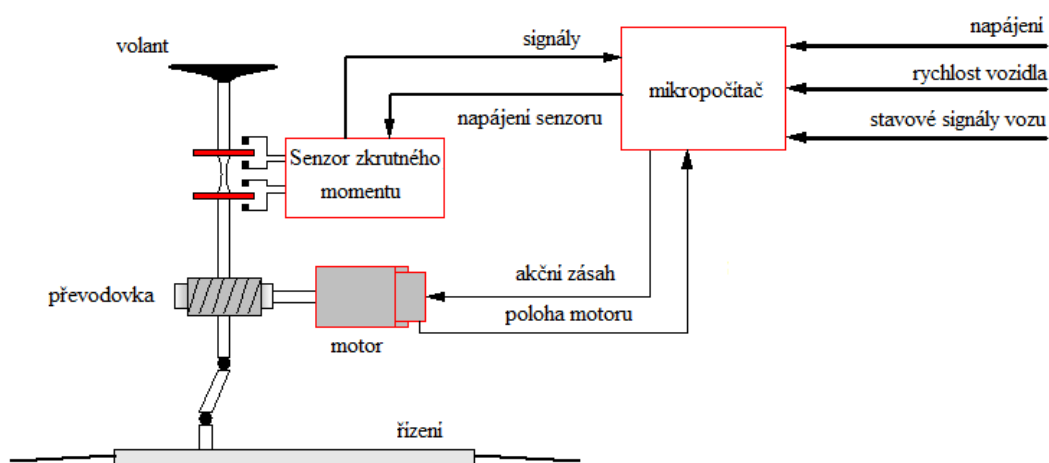 volant
signály
napájení
mikropočítač
rychlost vozidla
napájení senzoru
stavové signály vozu
Senzor zkrutného
momentu
převodovka
akční zásah
poloha motoru
motor
řízení